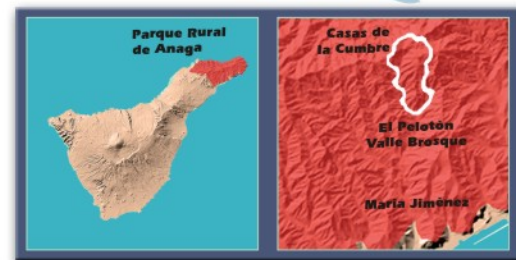 Parque Rural
de Anaga
Casas de
la Cumbre
El Pelotón
Valle Brosque
María Jiménez